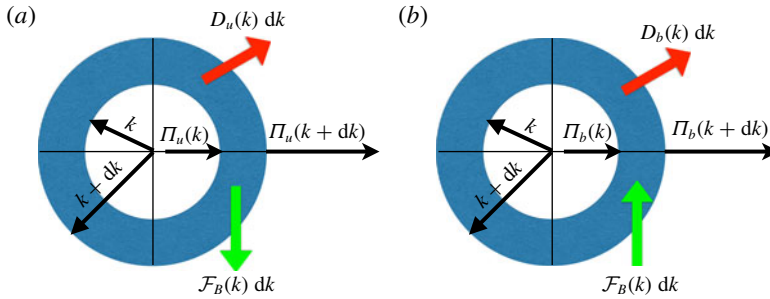 (a)
D_u(k) dk
k
Π_u(k)
Π_u(k + dk)
k + dk
F_B(k) dk
(b)
D_b(k) dk
k
Π_b(k)
Π_b(k + dk)
k + dk
F_B(k) dk